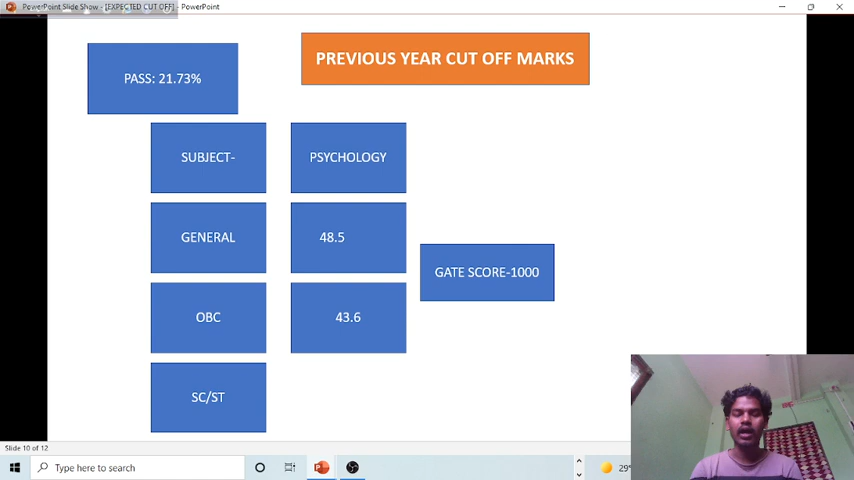 PowerPoint Slide Show - [EXPECTED CUT OFF] - PowerPoint
PASS: 21.73%
PREVIOUS YEAR CUT OFF MARKS
SUBJECT-
PSYCHOLOGY
GENERAL
48.5
GATE SCORE-1000
OBC
43.6
SC/ST
Slide 10 of 12
Type here to search
29°